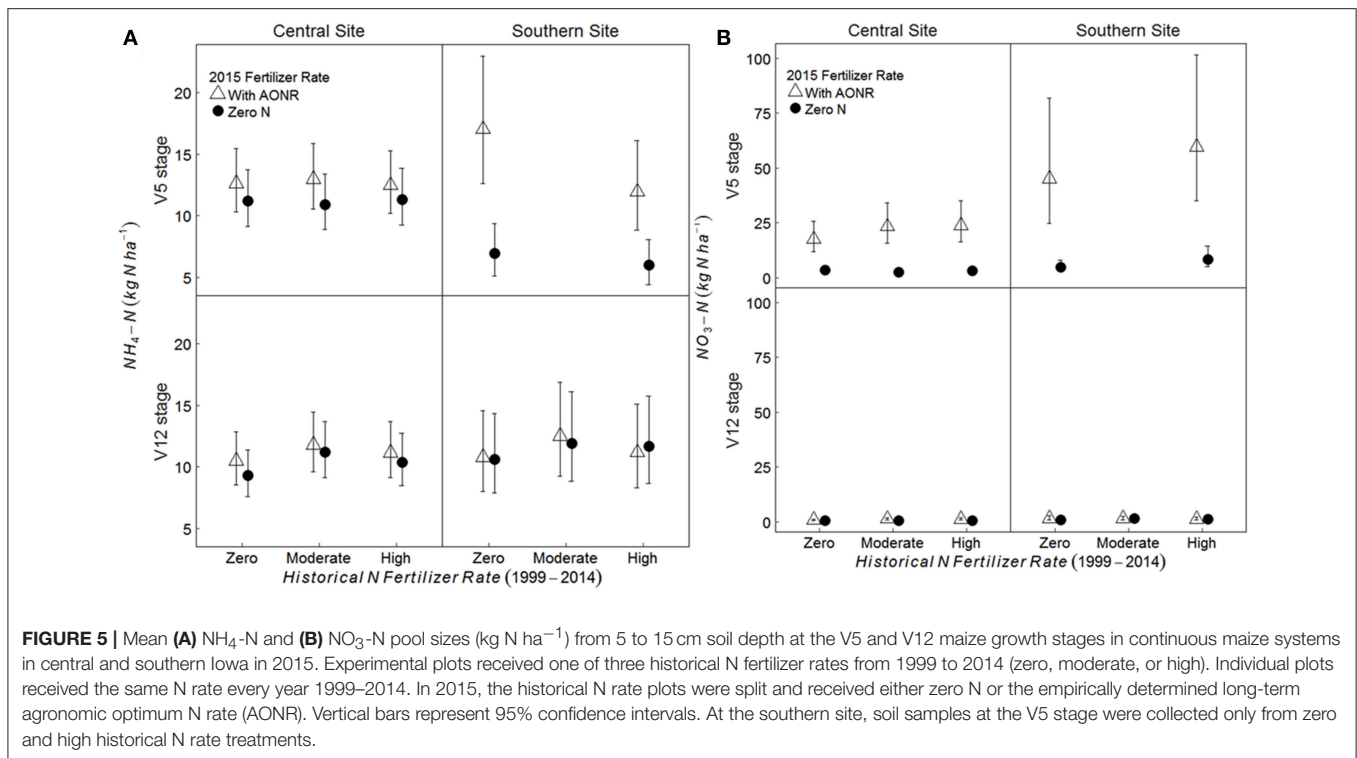 A
Central Site
Southern Site
2015 Fertilizer Rate
With AONR
Zero N
20
15
10
5
V5 stage
20
15
10
5
V12 stage
NH₄−N (kg N ha⁻¹)
Zero Moderate High Zero Moderate High
Historical N Fertilizer Rate (1999−2014)
B
Central Site
Southern Site
2015 Fertilizer Rate
With AONR
Zero N
100
75
50
25
0
V5 stage
100
75
50
25
0
V12 stage
NO₃−N (kg N ha⁻¹)
Zero Moderate High Zero Moderate High
Historical N Fertilizer Rate (1999−2014)
FIGURE 5 | Mean (A) NH₄-N and (B) NO₃-N pool sizes (kg N ha⁻¹) from 5 to 15 cm soil depth at the V5 and V12 maize growth stages in continuous maize systems
in central and southern Iowa in 2015. Experimental plots received one of three historical N fertilizer rates from 1999 to 2014 (zero, moderate, or high). Individual plots
received the same N rate every year 1999–2014. In 2015, the historical N rate plots were split and received either zero N or the empirically determined long-term
agronomic optimum N rate (AONR). Vertical bars represent 95% confidence intervals. At the southern site, soil samples at the V5 stage were collected only from zero
and high historical N rate treatments.